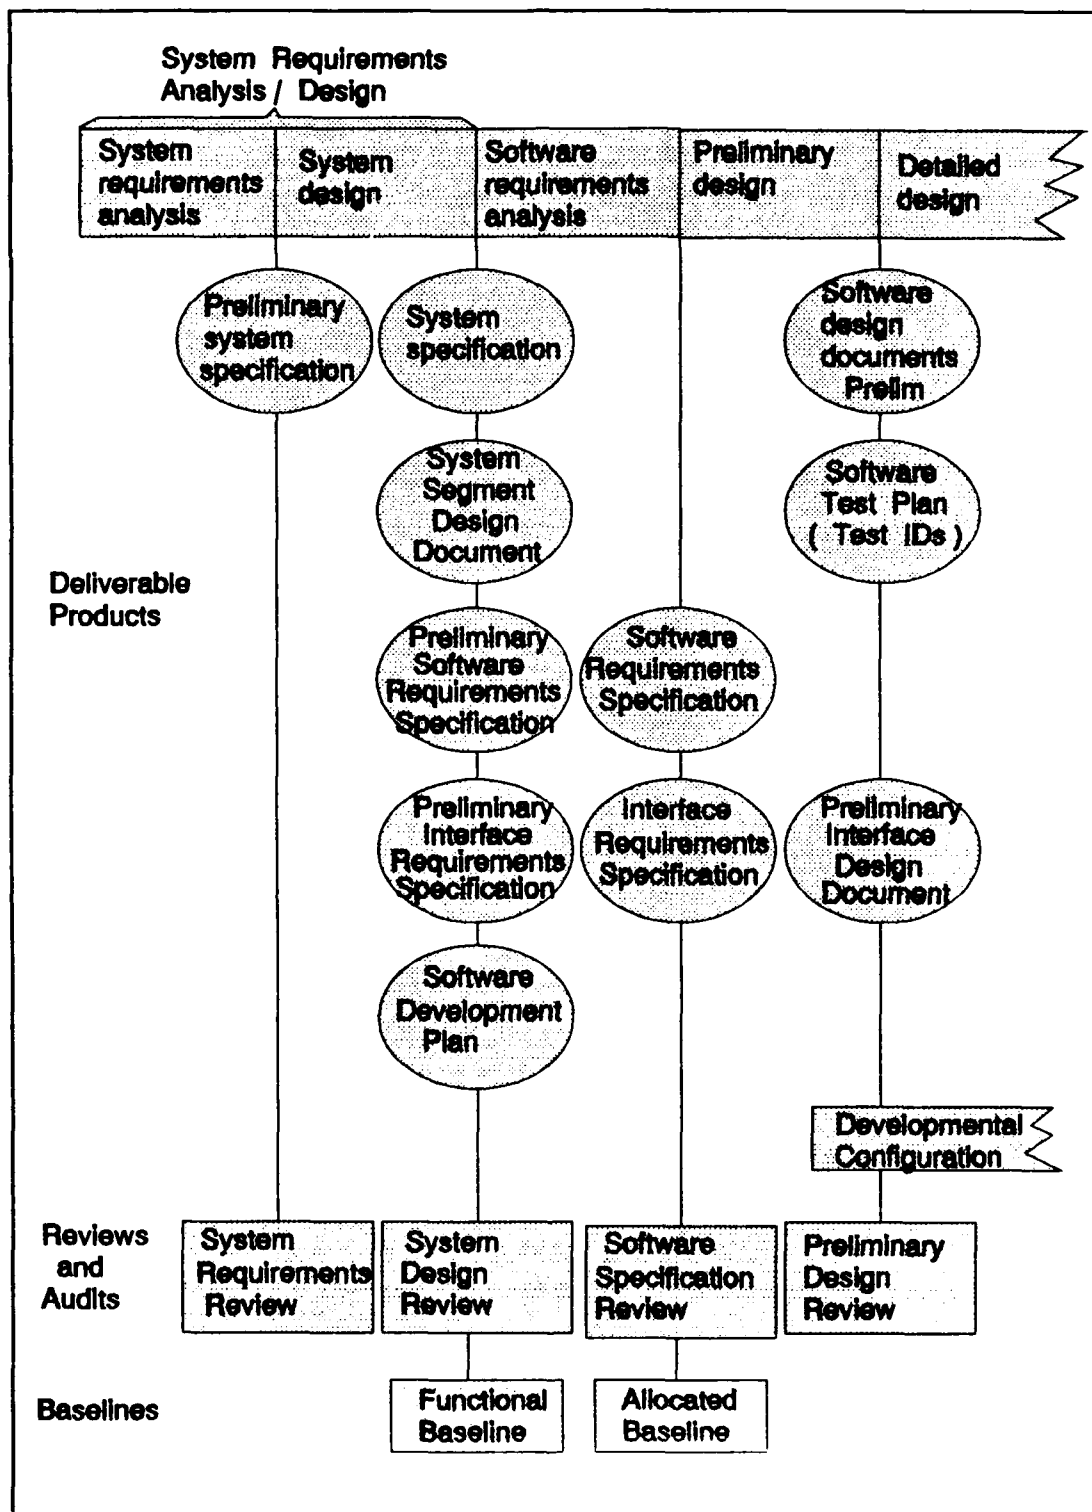 System Requirements
Analysis / Design
System
requirements
analysis
System
design
Software
requirements
analysis
Preliminary
design
Detailed
design
Preliminary
system
specification
System
specification
Software
design
documents
Prelim
System
Segment
Design
Document
Software
Test Plan
( Test IDs )
Deliverable
Products
Preliminary
Software
Requirements
Specification
Software
Requirements
Specification
Preliminary
Interface
Requirements
Specification
Interface
Requirements
Specification
Preliminary
Interface
Design
Document
Software
Development
Plan
Developmental
Configuration
Reviews
and
Audits
System
Requirements
Review
System
Design
Review
Software
Specification
Review
Preliminary
Design
Review
Baselines
Functional
Baseline
Allocated
Baseline